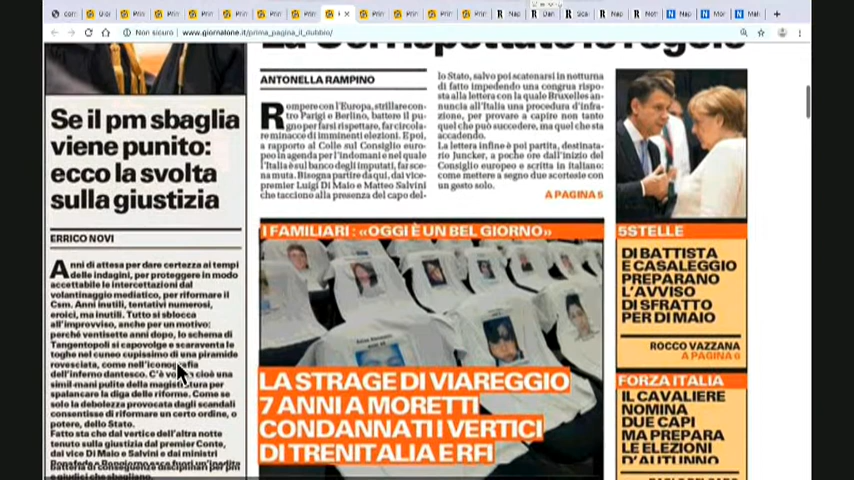 Non sicuro | www.giornalone.it/prima_pagina_il_dubbio/
Se il pm sbaglia
viene punito:
ecco la svolta
sulla giustizia
ERRICO NOVI
Anni di attesa per dare certezza ai tempi
delle indagini, per proteggere in modo
accettabile le intercettazioni dal
volantinaggio mediatico, per riformare il
Csm. Anni inutili, tentativi numerosi,
eroici, ma inutili. Tutto si sblocca
all'improvviso, anche per un motivo:
perché ventisette anni dopo, lo schema di
Tangentopoli si capovolge e scaraventa le
toghe nel cuneo cupissimo di una piramide
rovesciata, come nell'iconografia
dell'inferno dantesco. C'è cioè una
simil-mani pulite della magistratura per
spalancare la diga delle riforme. Come se
solo la debolezza provocata dagli scandali
consentisse di riformare un certo ordine, o
potere, dello Stato.
Fatto sta che dal vertice dell'altra notte
tenuto sulla giustizia dal premier Conte,
dai vice Di Maio e Salvini e dai ministri
ANTONELLA RAMPINO
Rompere con l'Europa, strillare con-
tro Parigi e Berlino, battere il pu-
gno per farsi rispettare, far circola-
re minacce di imminenti elezioni. E poi,
a rapporto al Colle sul Consiglio euro-
peo in agenda per l'indomani e nel quale
l'Italia è sul banco degli imputati, far sce-
na muta. Bisogna partire da qui, dai vice-
premier Luigi Di Maio e Matteo Salvini
che tacciono alla presenza del capo del-
lo Stato, salvo poi scatenarsi in notturna
di fatto impedendo una congrua rispo-
sta alla lettera con la quale Bruxelles an-
nuncia all'Italia una procedura d'infra-
zione, per provare a capire non tanto
quel che può succedere, ma quel che sta
accadendo.
La lettera infine è poi partita, destinata-
rio Juncker, a poche ore dall'inizio del
Consiglio europeo e scritta in italiano:
come mettere a segno due scortesie con
un gesto solo.
A PAGINA 5
I FAMILIARI: «OGGI È UN BEL GIORNO»
LA STRAGE DI VIAREGGIO
7 ANNI A MORETTI
CONDANNATI I VERTICI
DI TRENITALIA E RFI
5STELLE
DI BATTISTA
E CASALEGGIO
PREPARANO
L'AVVISO
DI SFRATTO
PER DI MAIO
ROCCO VAZZANA
A PAGINA 6
FORZA ITALIA
IL CAVALIERE
NOMINA
DUE CAPI
MA PREPARA
LE ELEZIONI
D'AUTUNNO